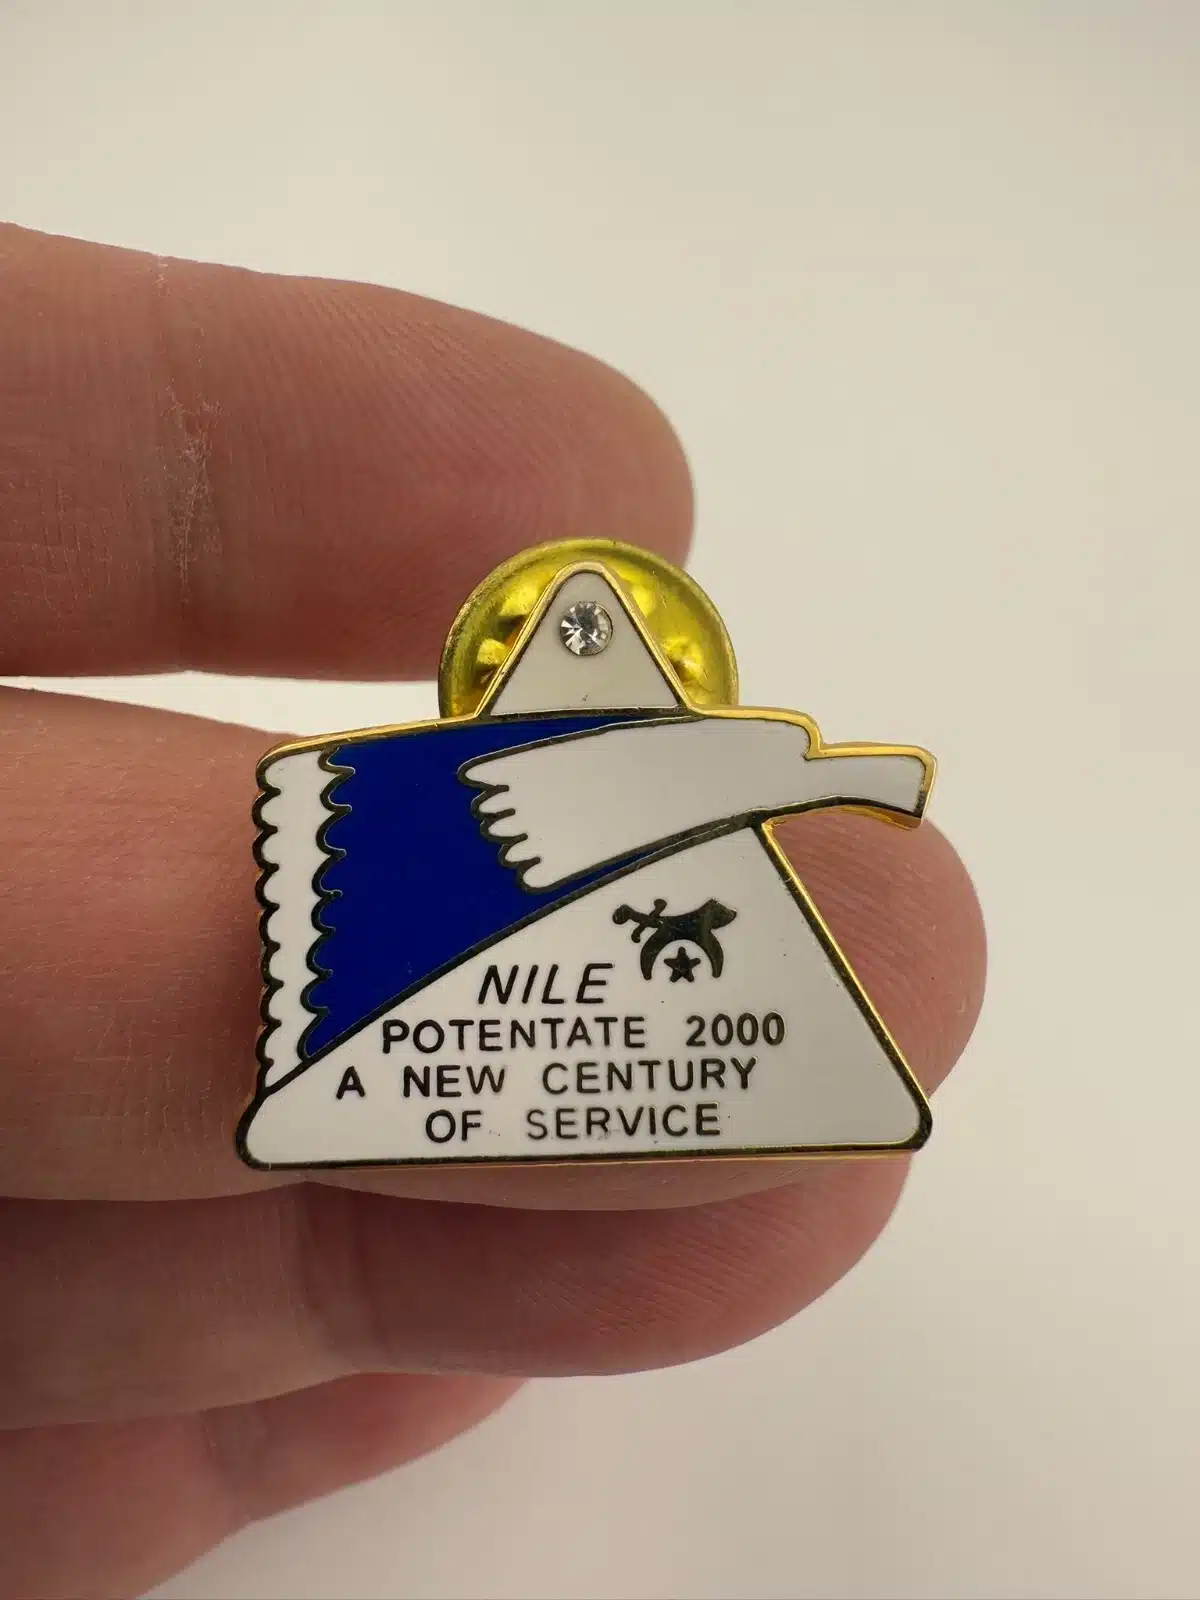 NILE
POTENTATE 2000
A NEW CENTURY
OF SERVICE